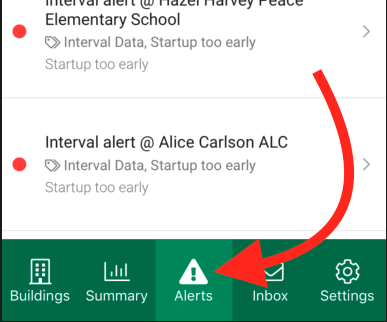 Interval alert @ Hazel Harvey Peace
Elementary School
Interval Data, Startup too early
Startup too early
Interval alert @ Alice Carlson ALC
Interval Data, Startup too early
Startup too early
Buildings Summary Alerts Inbox Settings